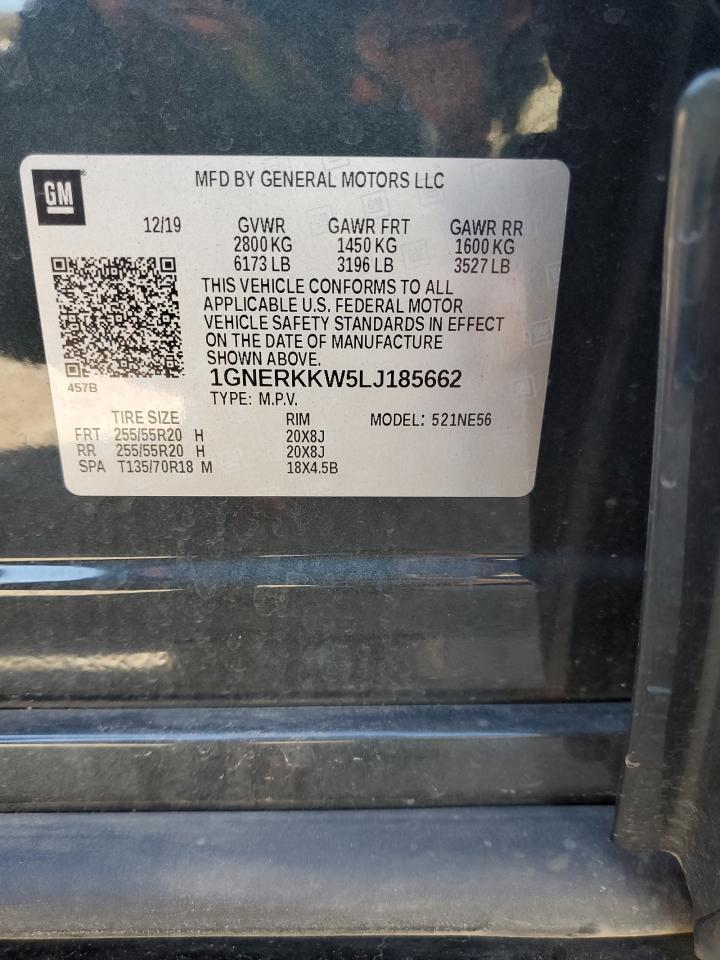 GM
MFD BY GENERAL MOTORS LLC
12/19 GVWR GAWR FRT GAWR RR
2800 KG 1450 KG 1600 KG
6173 LB 3196 LB 3527 LB
THIS VEHICLE CONFORMS TO ALL
APPLICABLE U.S. FEDERAL MOTOR
VEHICLE SAFETY STANDARDS IN EFFECT
ON THE DATE OF MANUFACTURE
SHOWN ABOVE.
457B
1GNERKKW5LJ185662
TYPE: M.P.V.
TIRE SIZE RIM MODEL: 521NE56
FRT 255/55R20 H 20X8J
RR 255/55R20 H 20X8J
SPA T135/70R18 M 18X4.5B